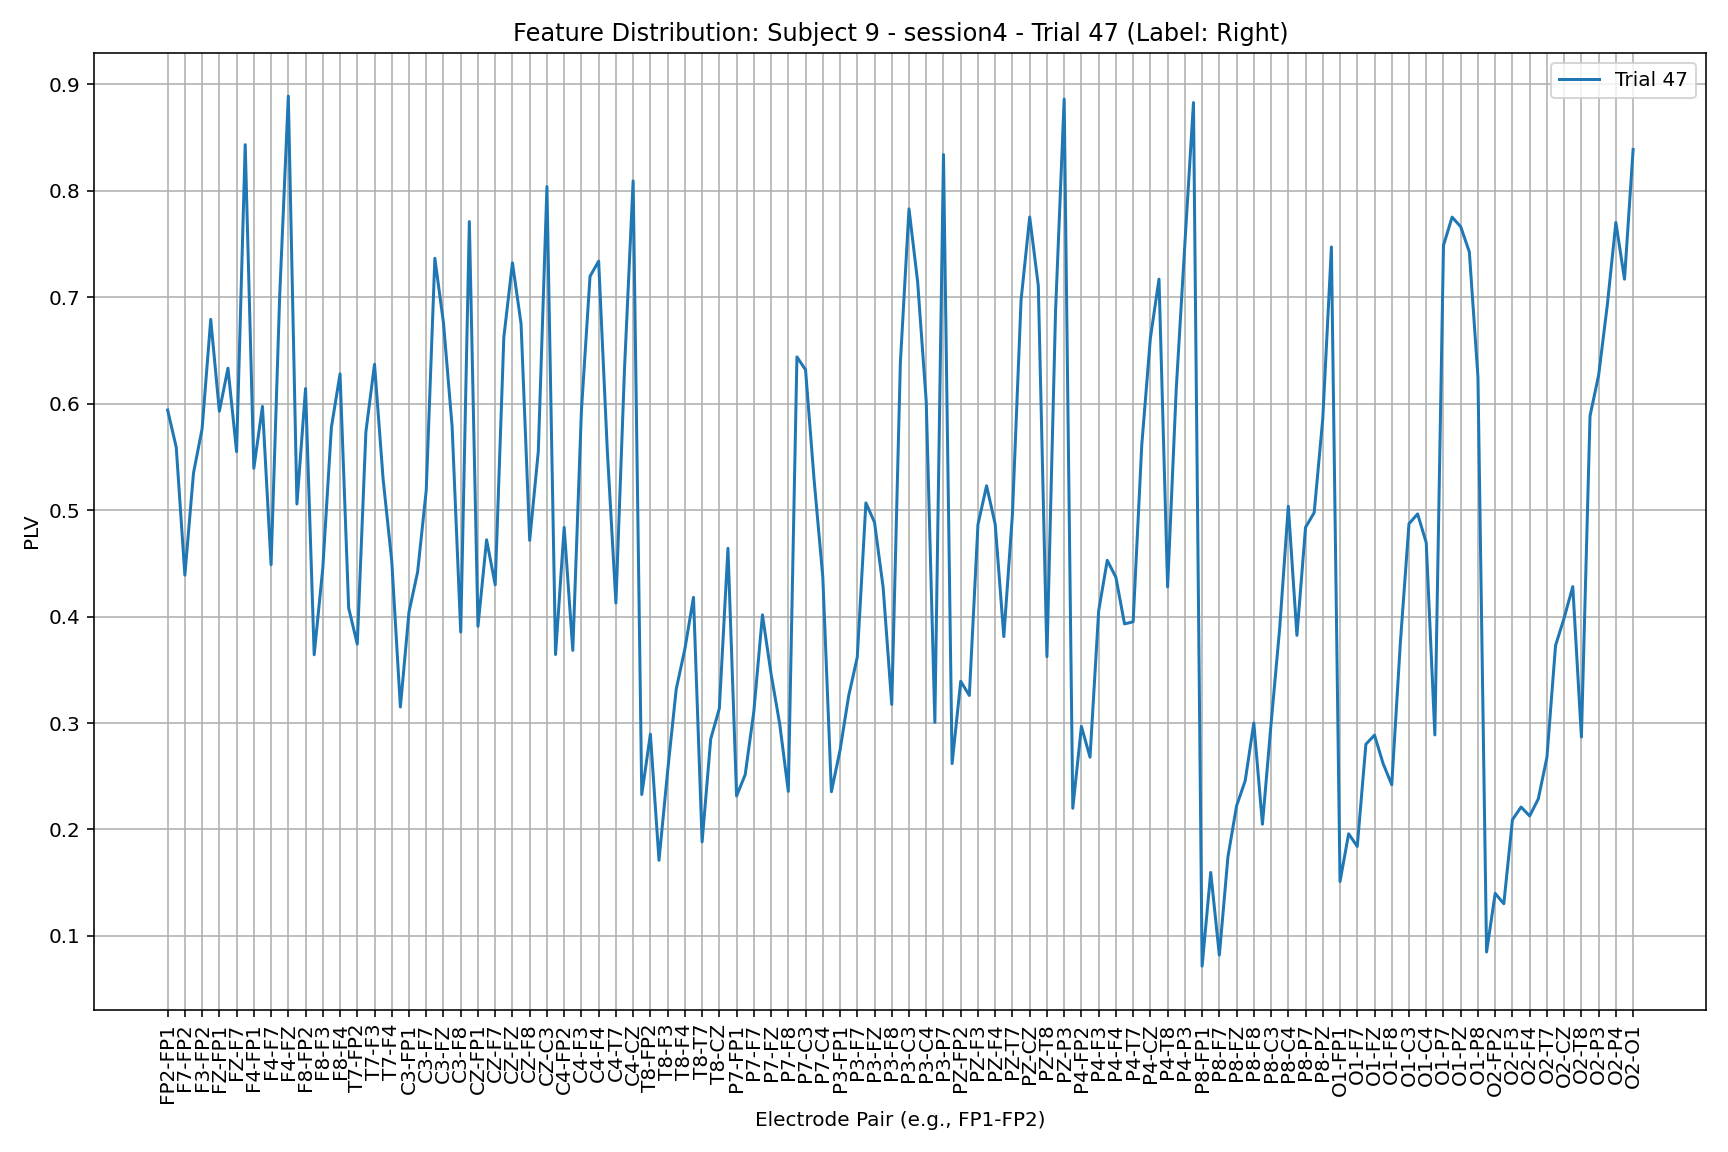 Feature Distribution: Subject 9 - session4 - Trial 47 (Label: Right)
Trial 47
PLV
0.9
0.8
0.7
0.6
0.5
0.4
0.3
0.2
0.1
FP2-FP1
F7-FP2
F3-FP2
FZ-FP1
FZ-F7
F4-FP1
F4-F7
F4-FZ
F8-FP2
F8-F3
F8-F4
T7-FP2
T7-F3
T7-F4
C3-FP1
C3-F7
C3-FZ
C3-F8
CZ-FP1
CZ-F7
CZ-FZ
CZ-F8
CZ-C3
C4-FP2
C4-F3
C4-F4
C4-T7
C4-CZ
T8-FP2
T8-F3
T8-F4
T8-T7
T8-CZ
P7-FP1
P7-F7
P7-FZ
P7-F8
P7-C3
P7-C4
P3-FP1
P3-F7
P3-FZ
P3-F8
P3-C3
P3-C4
P3-P7
PZ-FP2
PZ-F3
PZ-F4
PZ-T7
PZ-CZ
PZ-T8
PZ-P3
P4-FP2
P4-F3
P4-F4
P4-T7
P4-CZ
P4-T8
P4-P3
P8-FP1
P8-F7
P8-FZ
P8-F8
P8-C3
P8-C4
P8-P7
P8-PZ
O1-FP1
O1-F7
O1-FZ
O1-F8
O1-C3
O1-C4
O1-P7
O1-PZ
O1-P8
O2-FP2
O2-F3
O2-F4
O2-T7
O2-CZ
O2-T8
O2-P3
O2-P4
O2-O1
Electrode Pair (e.g., FP1-FP2)